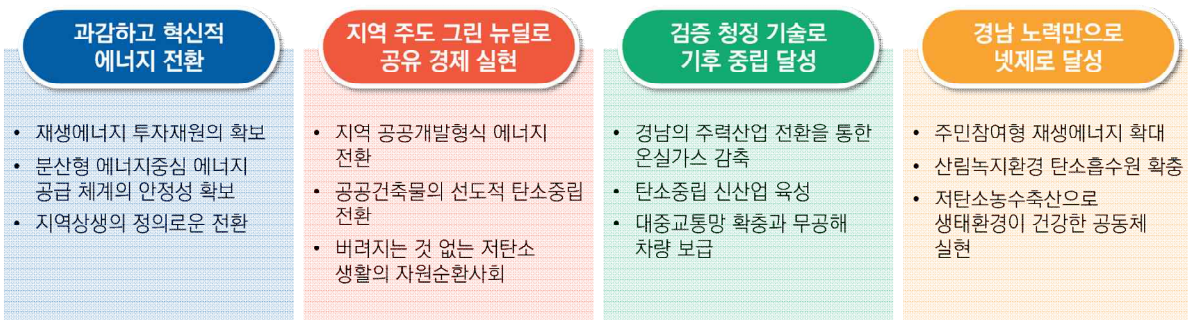 과감하고 혁신적
에너지 전환
• 재생에너지 투자재원의 확보
• 분산형 에너지중심 에너지
공급 체계의 안정성 확보
• 지역상생의 정의로운 전환
지역 주도 그린 뉴딜로
공유 경제 실현
• 지역 공공개발형식 에너지
전환
• 공공건축물의 선도적 탄소중립
전환
• 버려지는 것 없는 저탄소
생활의 자원순환사회
검증 청정 기술로
기후 중립 달성
• 경남의 주력산업 전환을 통한
온실가스 감축
• 탄소중립 신산업 육성
• 대중교통망 확충과 무공해
차량 보급
경남 노력만으로
넷제로 달성
• 주민참여형 재생에너지 확대
• 산림녹지환경 탄소흡수원 확충
• 저탄소농수축산으로
생태환경이 건강한 공동체
실현